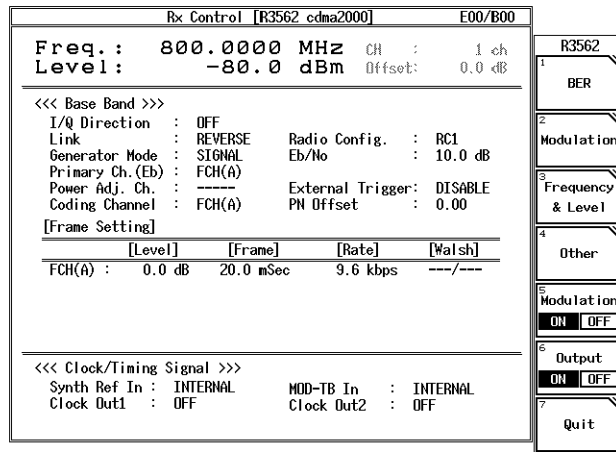 Rx Control [R3562 cdma2000] E00/B00
Freq.: 800.0000 MHz CH : 1 ch
Level: -80.0 dBm Offset: 0.0 dB
<<< Base Band >>>
I/Q Direction : OFF
Link : REVERSE Radio Config. : RC1
Generator Mode : SIGNAL Eb/No : 10.0 dB
Primary Ch.(Eb) : FCH(A)
Power Adj. Ch. : ----- External Trigger: DISABLE
Coding Channel : FCH(A) PN Offset : 0.00
[Frame Setting]
[Level] [Frame] [Rate] [Walsh]
FCH(A) : 0.0 dB 20.0 mSec 9.6 kbps ---/---
<<< Clock/Timing Signal >>>
Synth Ref In : INTERNAL MOD-TB In : INTERNAL
Clock Out1 : OFF Clock Out2 : OFF
R3562
1
BER
2
Modulation
3
Frequency
& Level
4
Other
5
Modulation
ON OFF
6
Output
ON OFF
7
Quit